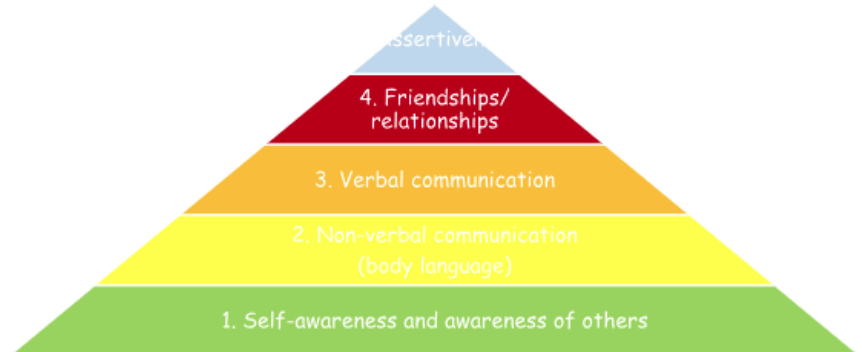 4. Friendships/
relationships
3. Verbal communication
2. Non-verbal communication
(body language)
1. Self-awareness and awareness of others